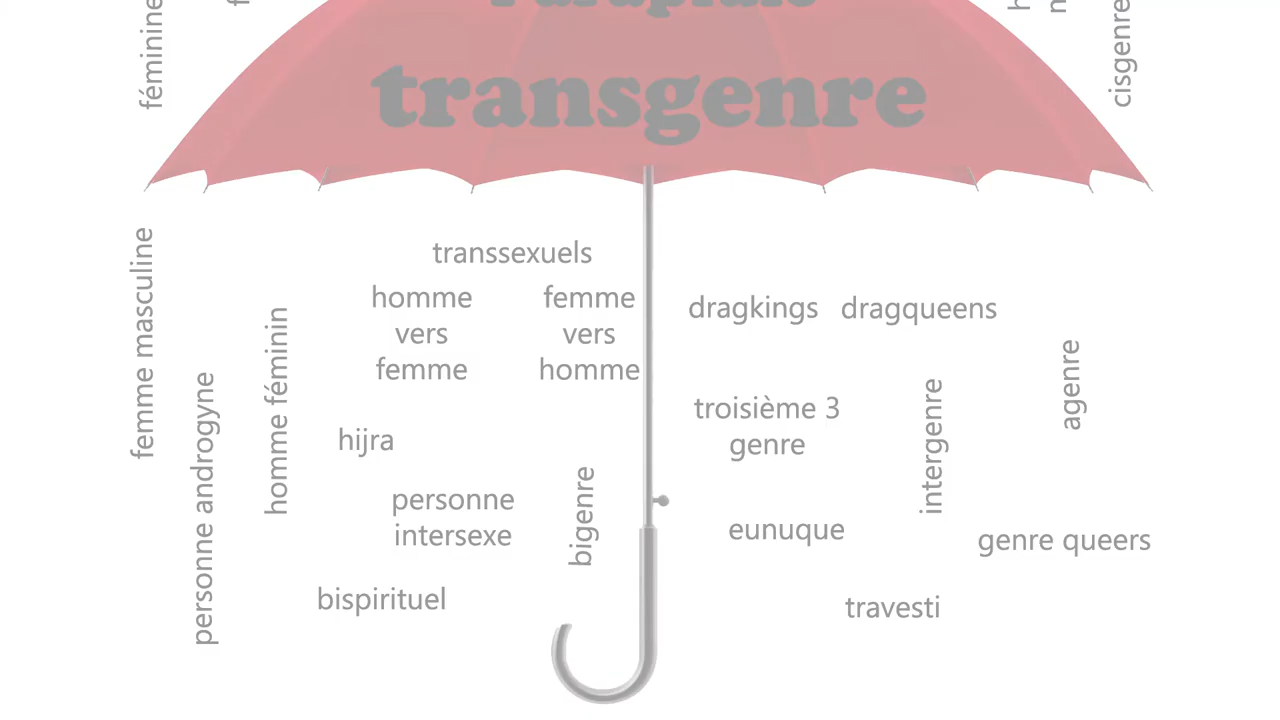 féminine
cisgenre
transgenre
femme masculine
personne androgyne
homme féminin
transsexuels
homme
vers
femme
femme
vers
homme
hijra
personne
intersexe
bigenre
bispirituel
dragkings
dragqueens
troisième 3
genre
intergenre
agenre
eunuque
genre queers
travesti